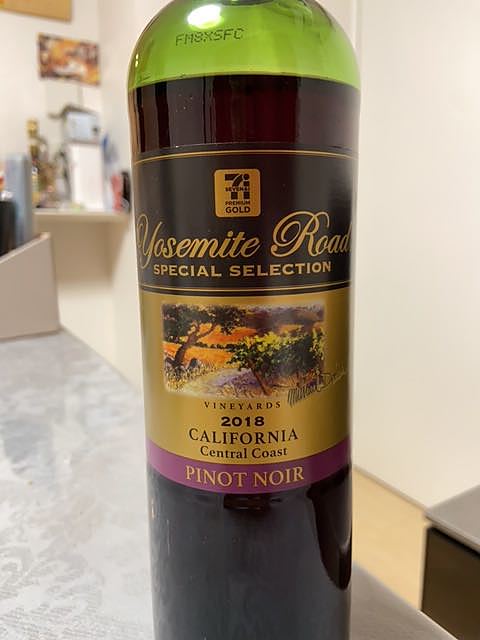 FM8XSFC
7i
SEVEN&i
PREMIUM
GOLD
Yosemite Road
SPECIAL SELECTION
VINEYARDS
2018
CALIFORNIA
Central Coast
PINOT NOIR